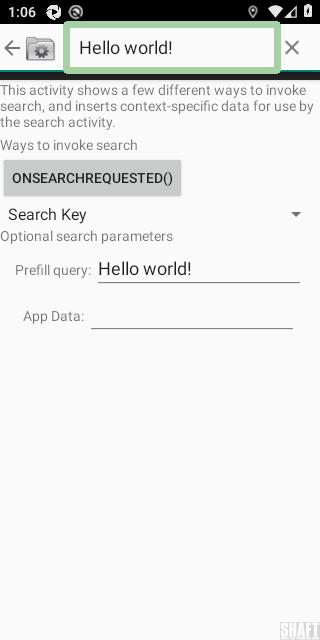 1:06
Hello world!
This activity shows a few different ways to invoke
search, and inserts context-specific data for use by
the search activity.
Ways to invoke search
ONSEARCHREQUESTED()
Search Key
Optional search parameters
Prefill query: Hello world!
App Data:
SHAFT